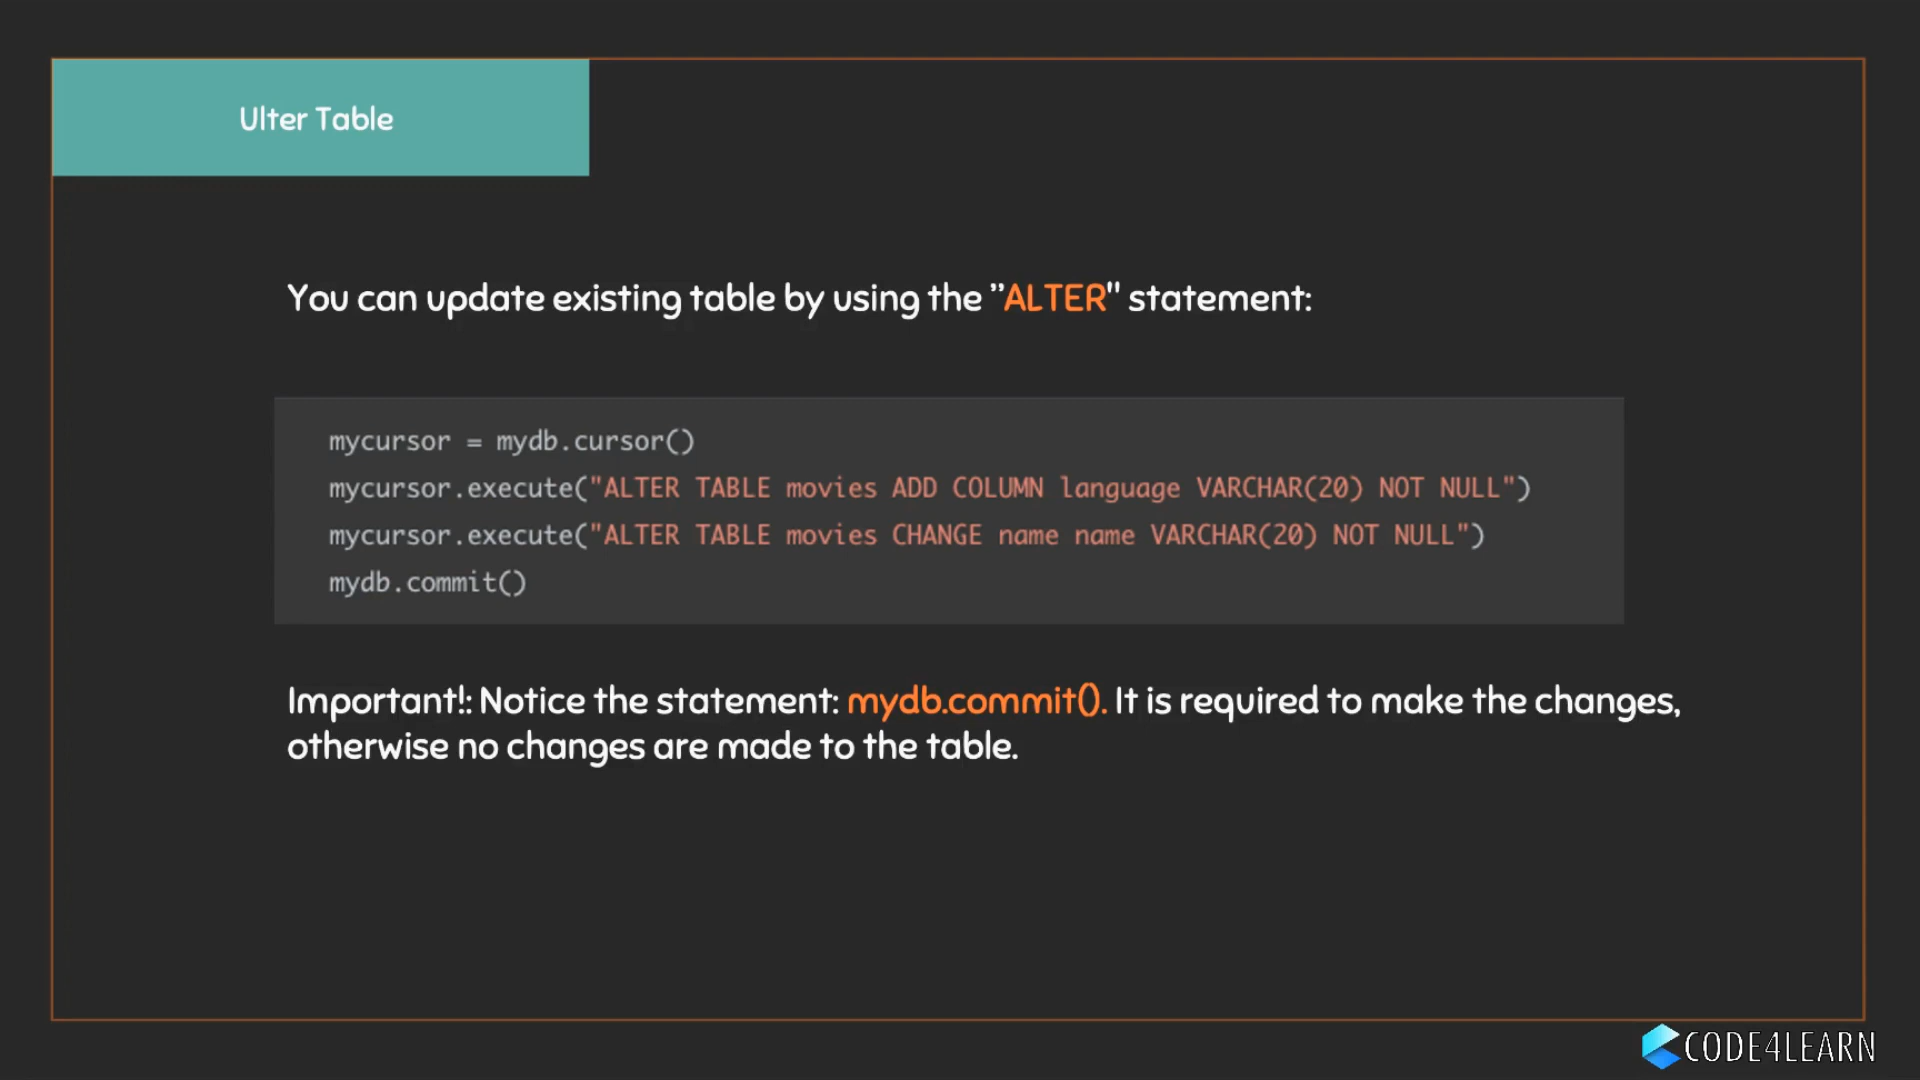 Ulter Table
You can update existing table by using the ”ALTER" statement:
mycursor = mydb.cursor()
mycursor.execute("ALTER TABLE movies ADD COLUMN language VARCHAR(20) NOT NULL")
mycursor.execute("ALTER TABLE movies CHANGE name name VARCHAR(20) NOT NULL")
mydb.commit()
Important!: Notice the statement: mydb.commit(). It is required to make the changes,
otherwise no changes are made to the table.
CODE4LEARN